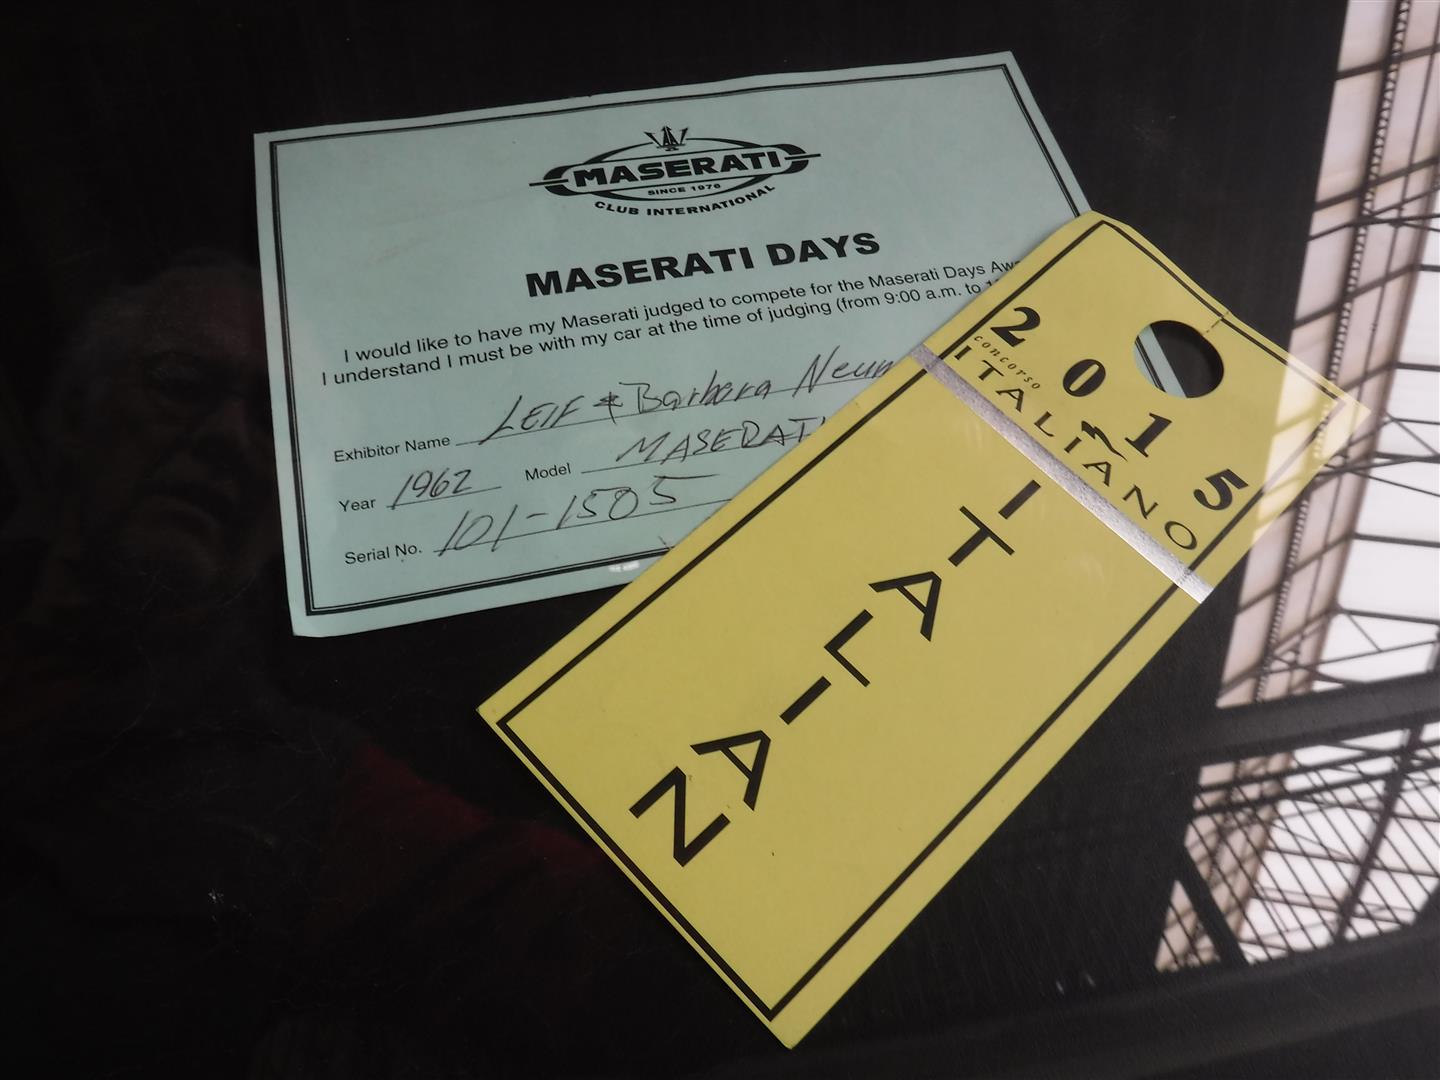 MASERATI
SINCE 1976
CLUB INTERNATIONAL
MASERATI DAYS
I would like to have my Maserati judged to compete for the Maserati Days
I understand I must be with my car at the time of judging (from 9:00 a.m. to
Exhibitor Name LEIF & Barbara
Year 1962 Model MASERATI
Serial No. 101-1505
2015
concorso
ITALIANO
ITALIAN